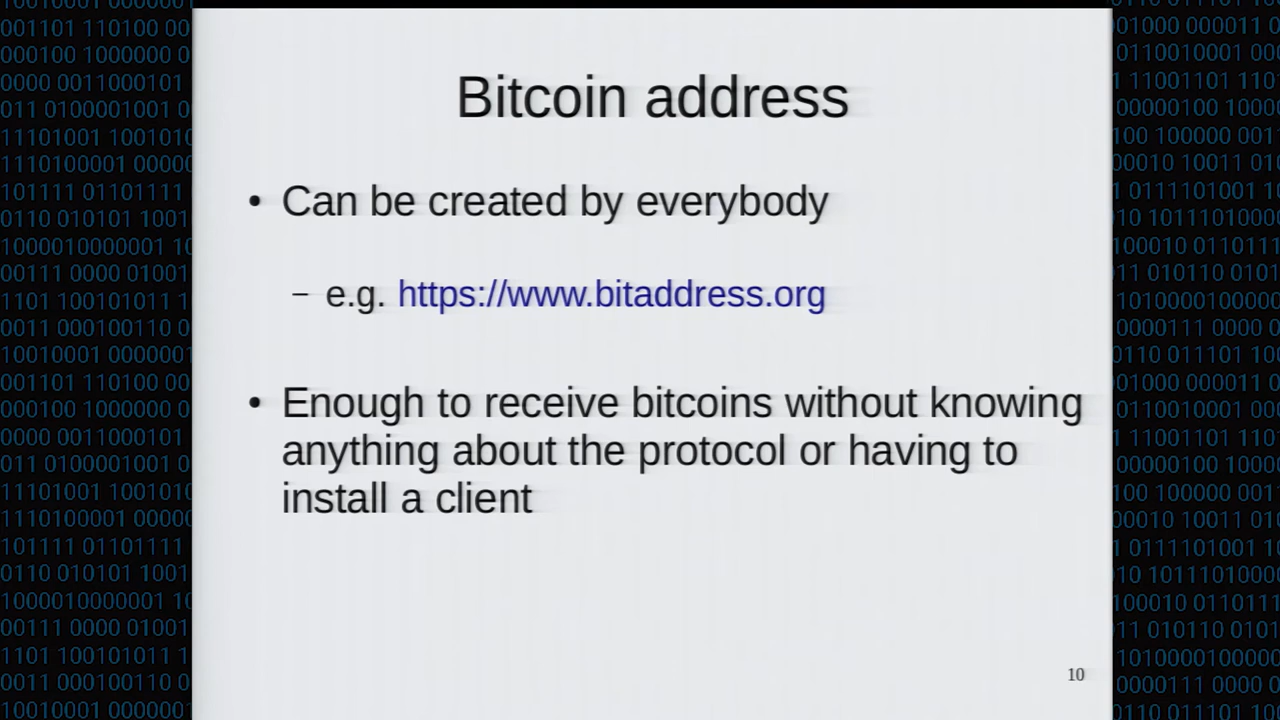 Bitcoin address
• Can be created by everybody
– e.g. https://www.bitaddress.org
• Enough to receive bitcoins without knowing
anything about the protocol or having to
install a client
10